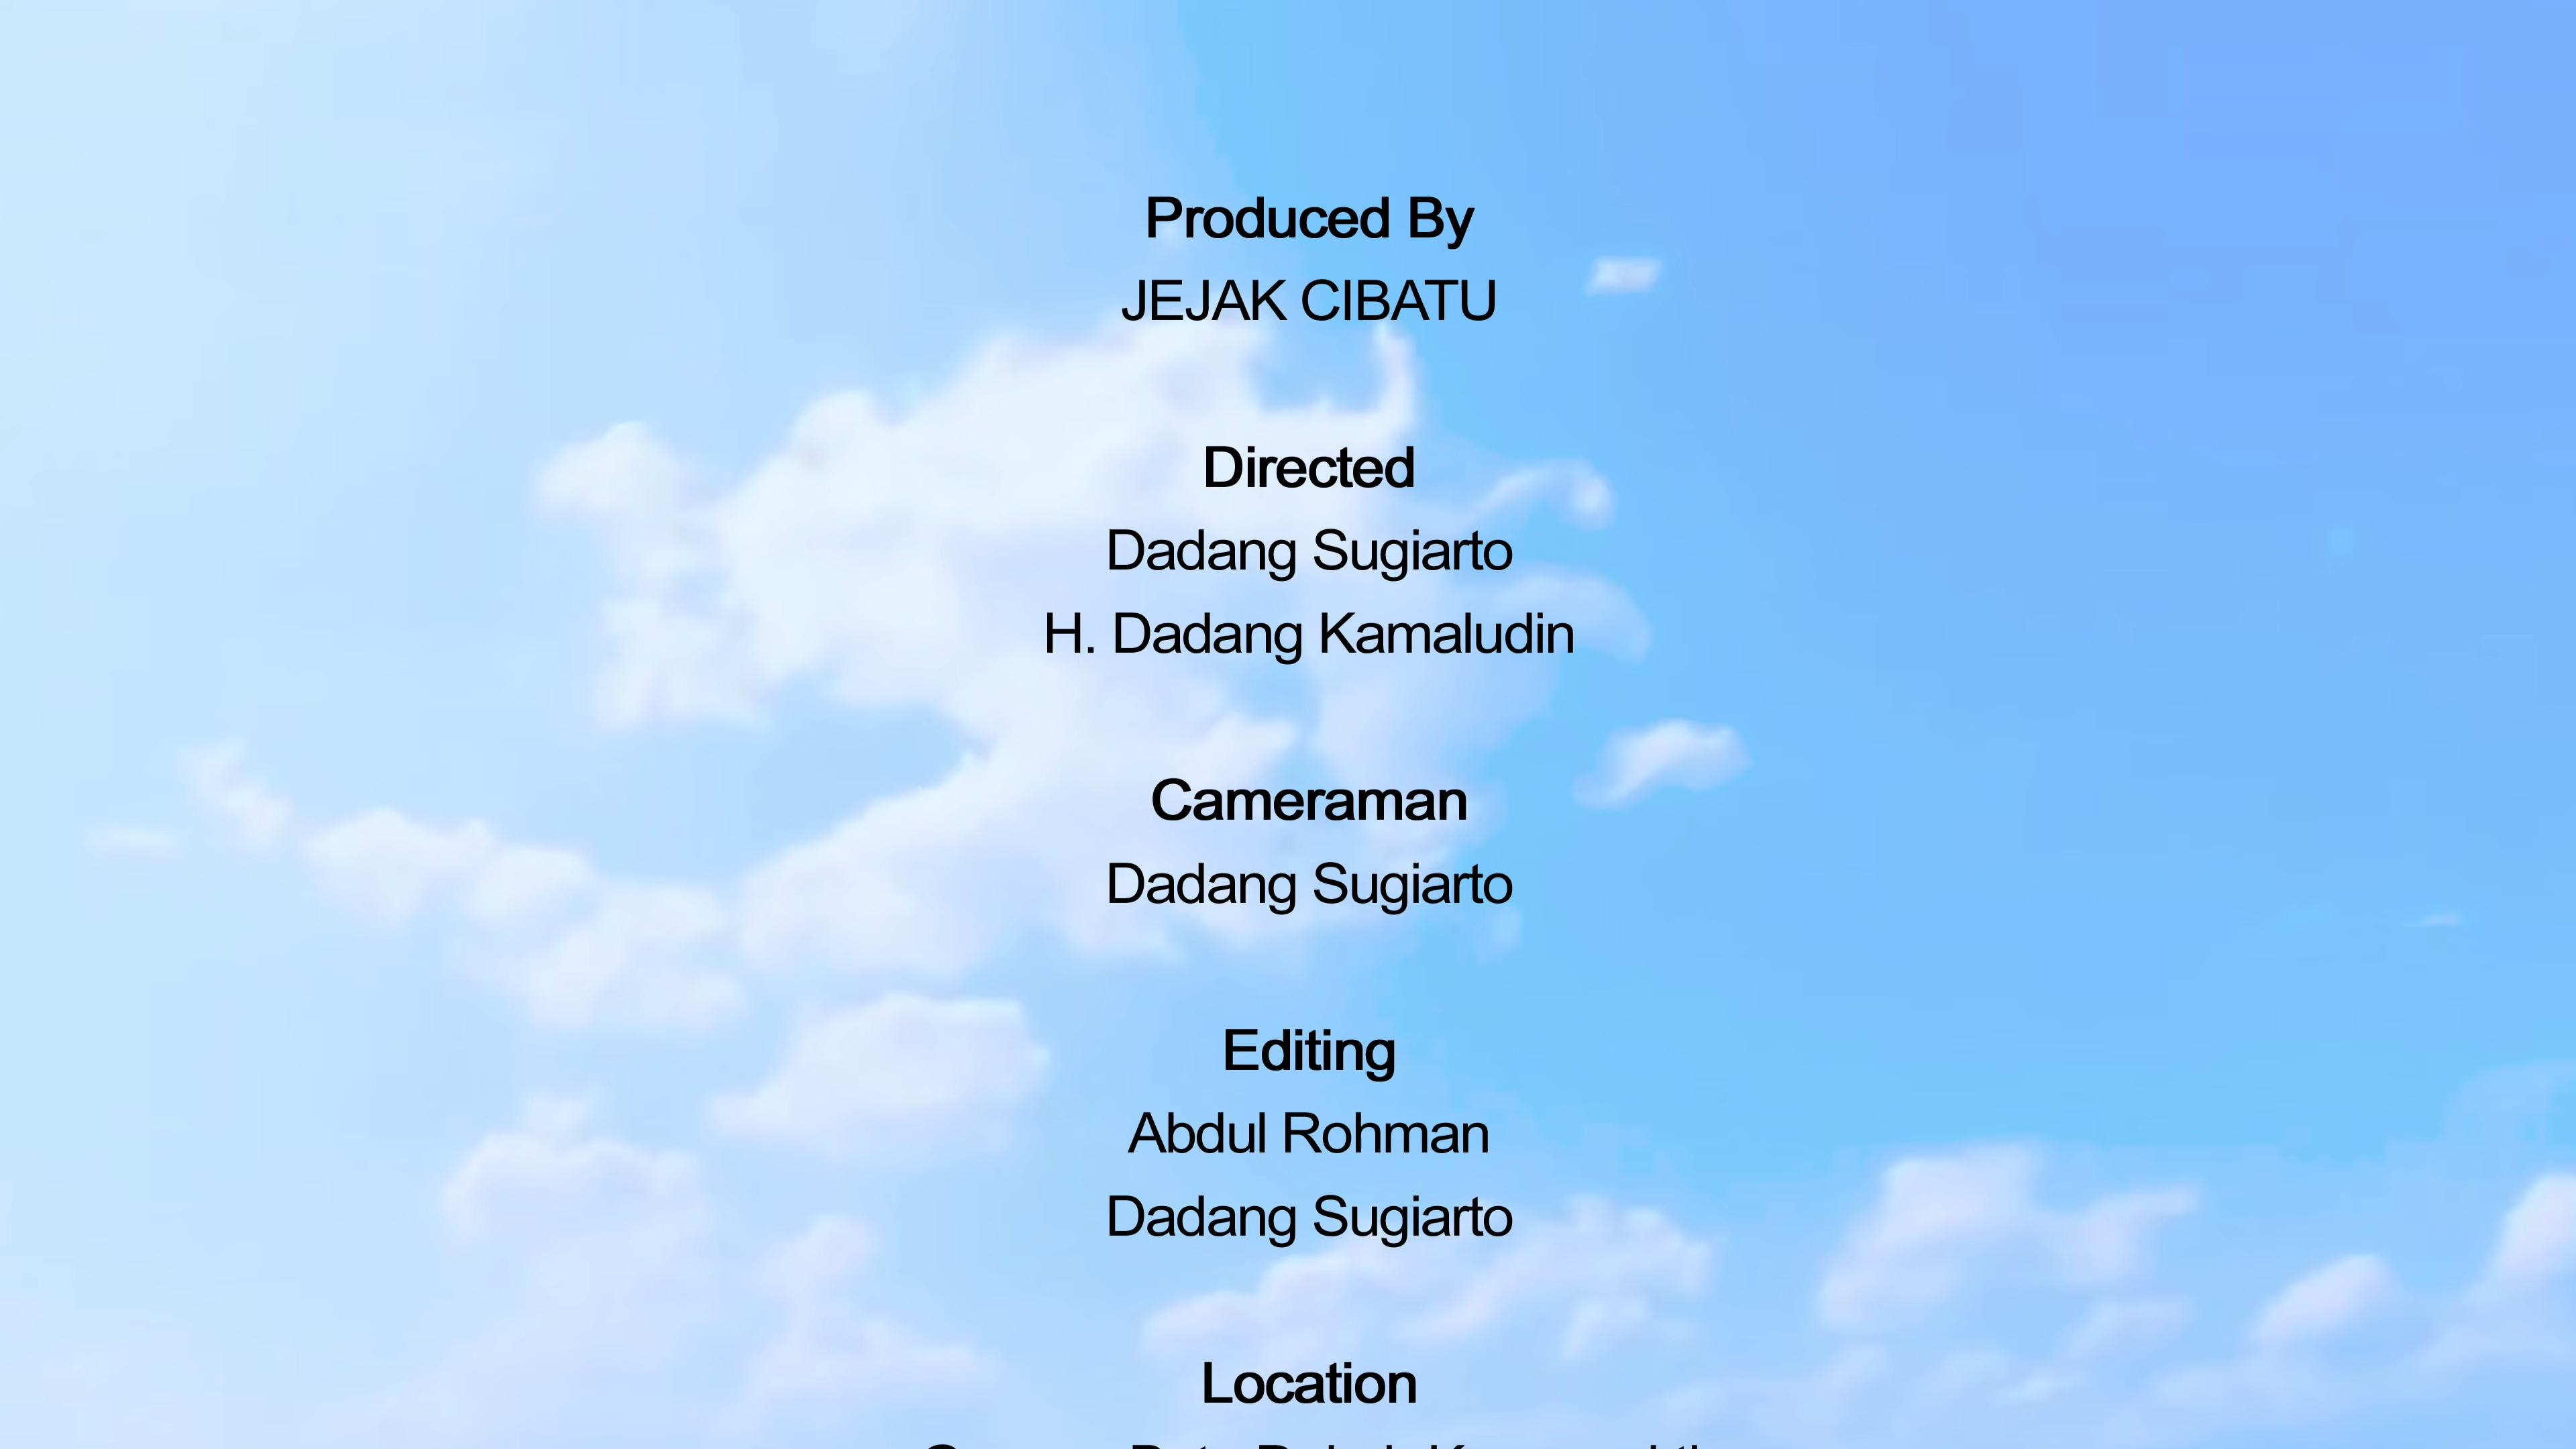 Produced By
JEJAK CIBATU
Directed
Dadang Sugiarto
H. Dadang Kamaludin
Cameraman
Dadang Sugiarto
Editing
Abdul Rohman
Dadang Sugiarto
Location